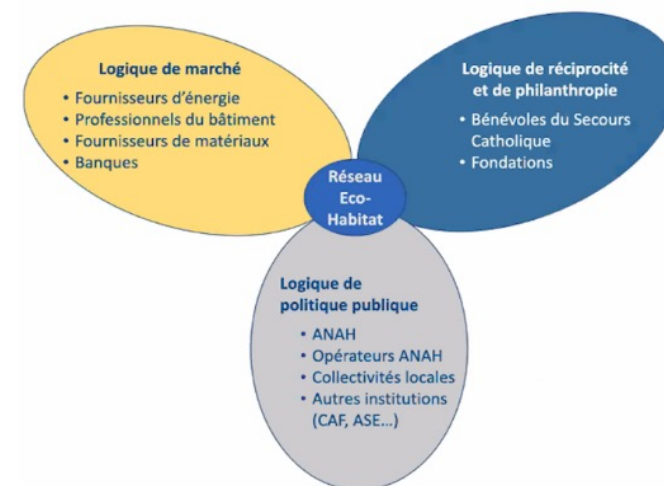 Logique de marché
• Fournisseurs d'énergie
• Professionnels du bâtiment
• Fournisseurs de matériaux
• Banques
Logique de réciprocité
et de philanthropie
• Bénévoles du Secours
Catholique
• Fondations
Réseau
Eco-
Habitat
Logique de
politique publique
• ANAH
• Opérateurs ANAH
• Collectivités locales
• Autres institutions
(CAF, ASE...)